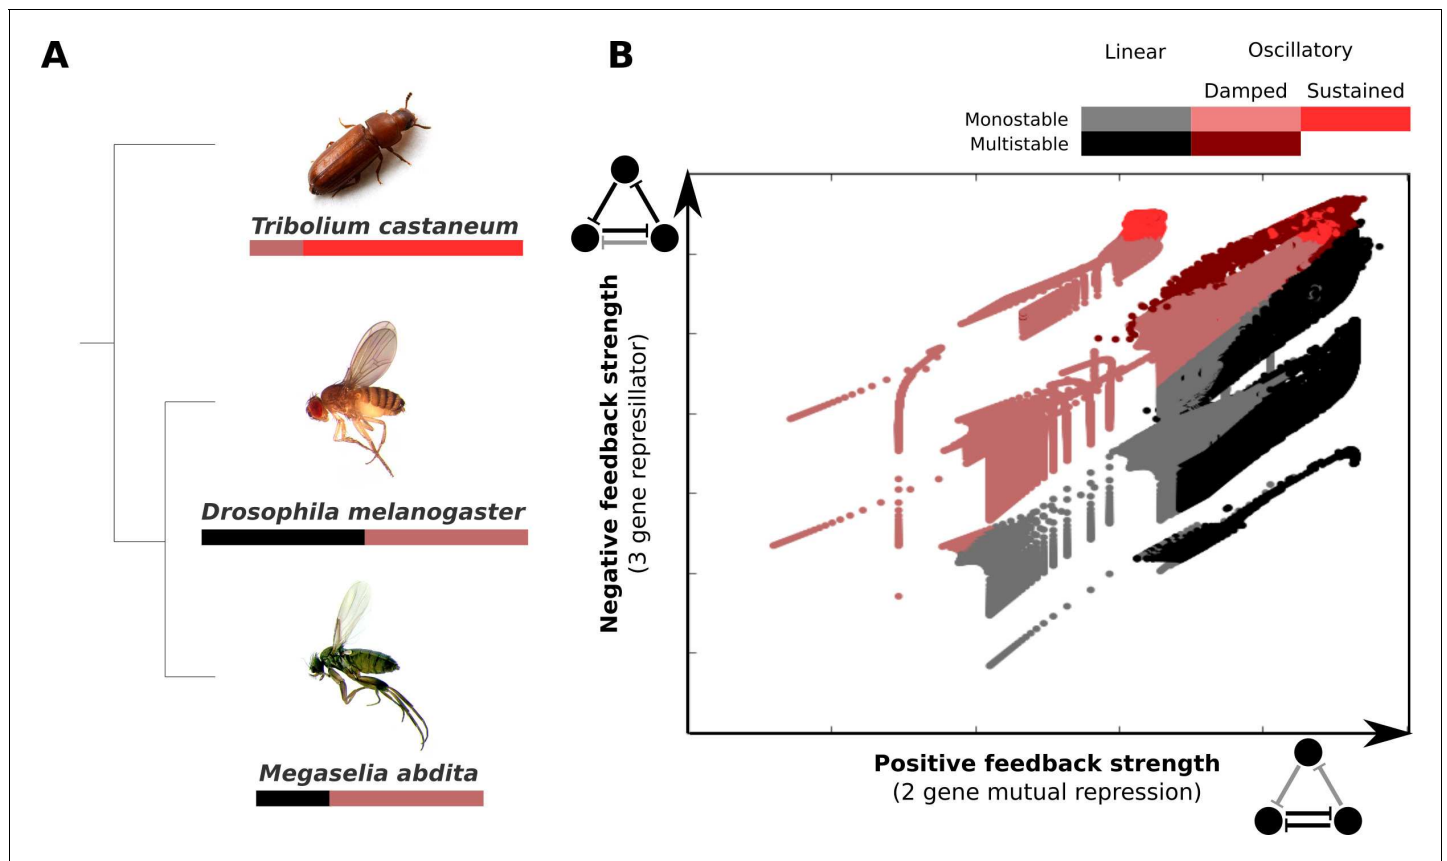 A
Tribolium castaneum
Drosophila melanogaster
Megaselia abdita
B
Linear
Oscillatory
Damped
Sustained
Monostable
Multistable
Negative feedback strength
(3 gene represillator)
Positive feedback strength
(2 gene mutual repression)